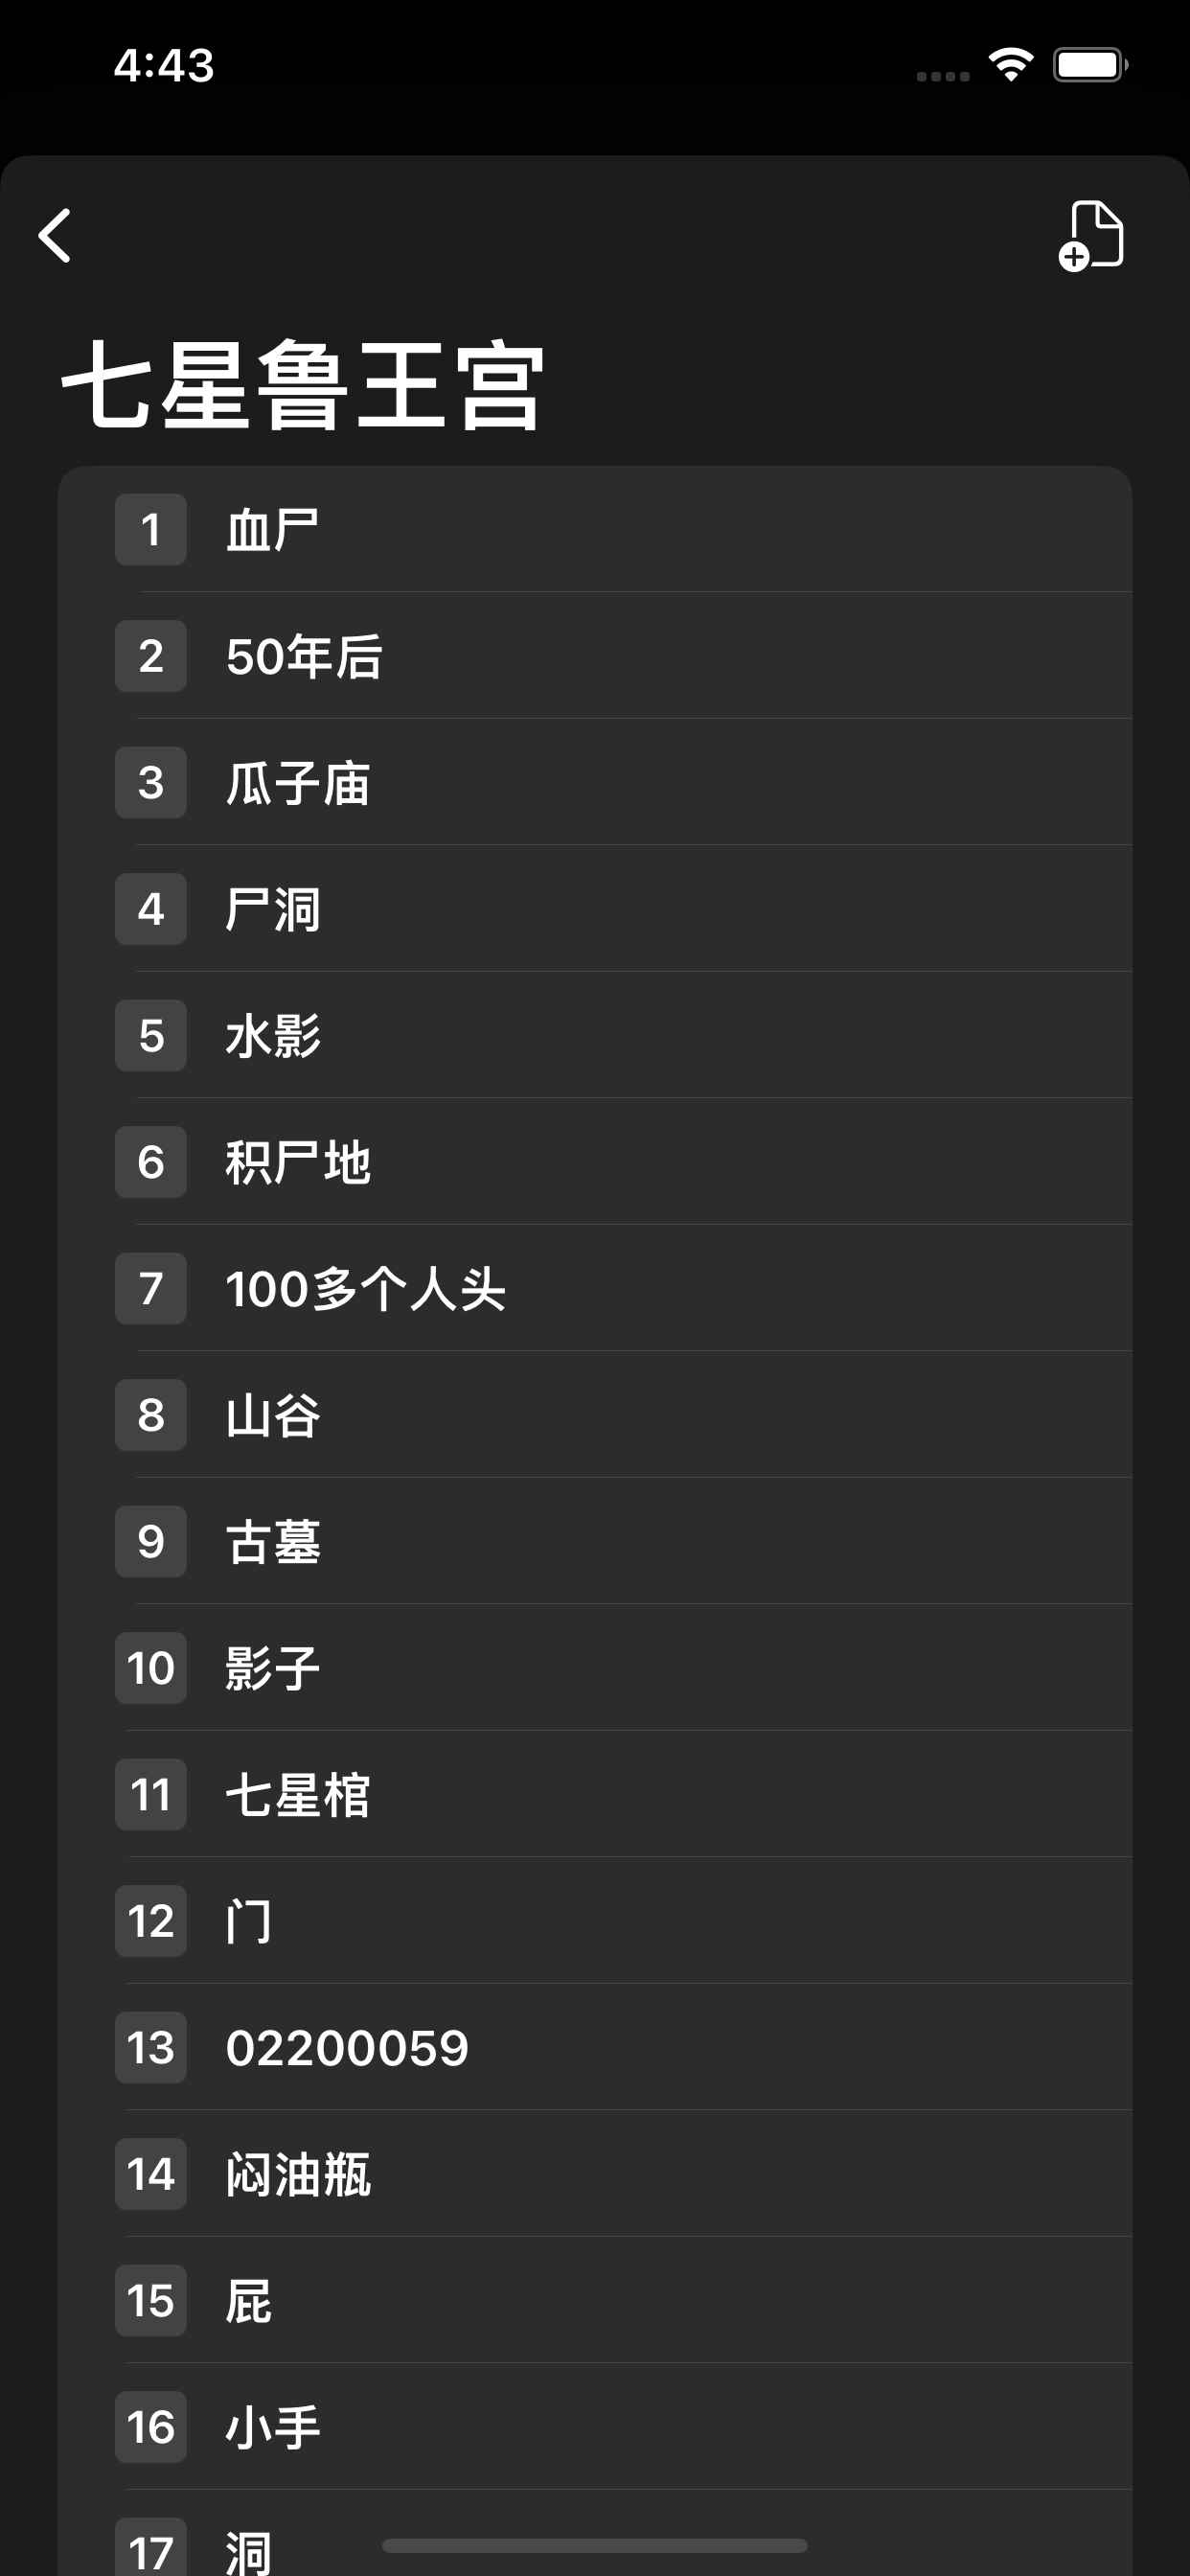 4:43
七星鲁王宫
1 血尸
2 50年后
3 瓜子庙
4 尸洞
5 水影
6 积尸地
7 100多个人头
8 山谷
9 古墓
10 影子
11 七星棺
12 门
13 02200059
14 闷油瓶
15 屁
16 小手
17 洞